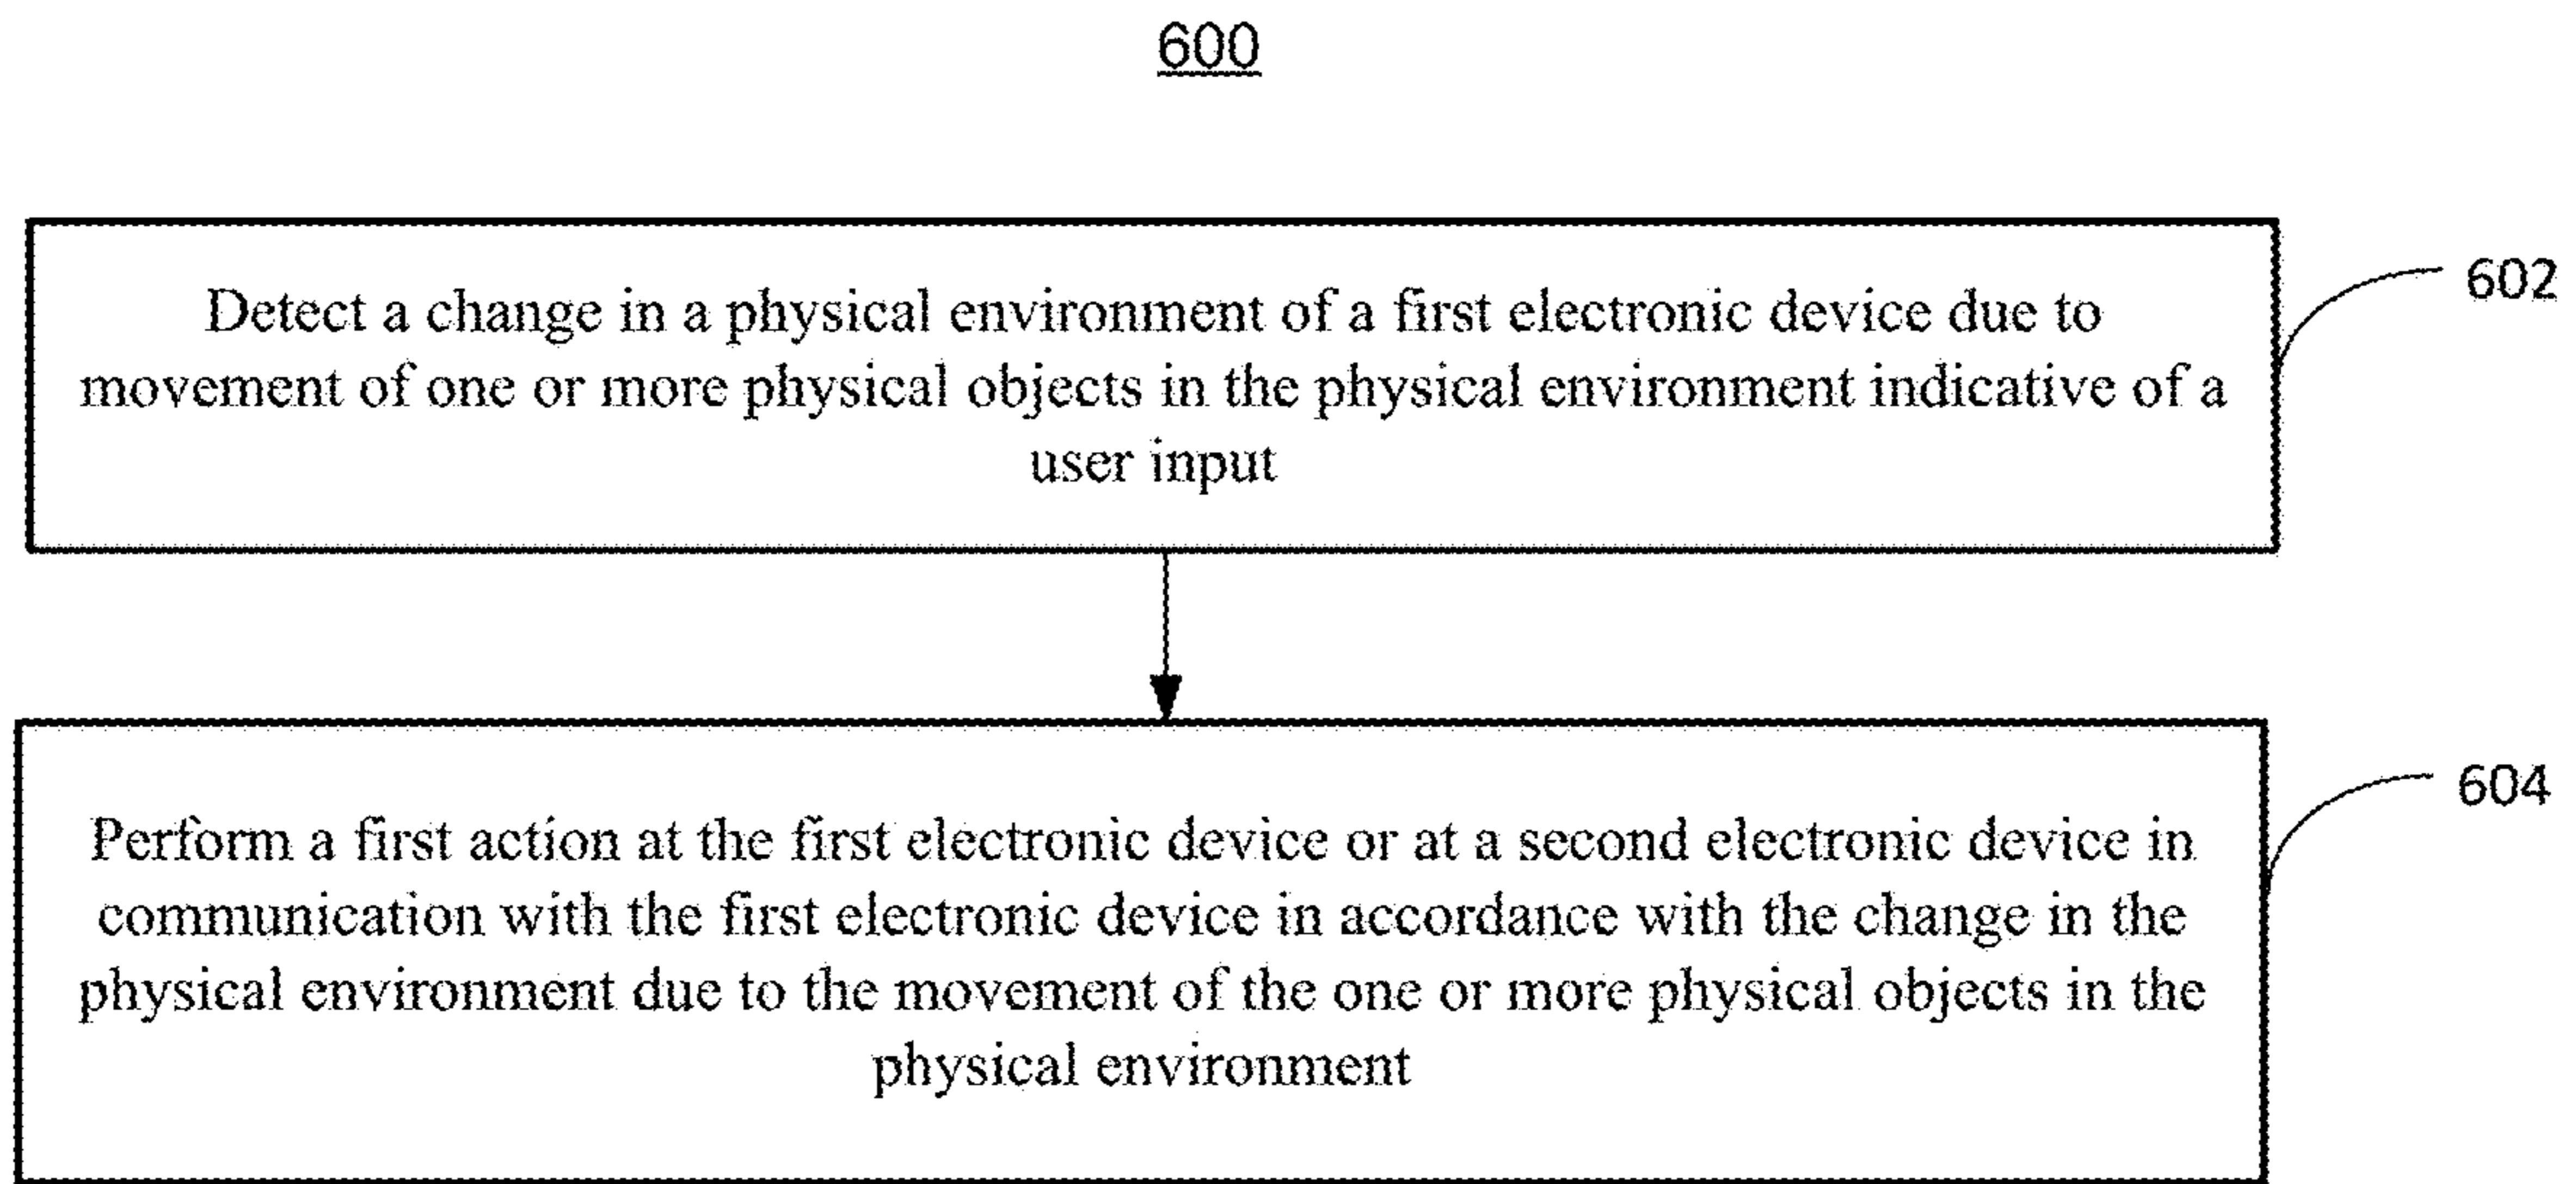 600
Detect a change in a physical environment of a first electronic device due to
movement of one or more physical objects in the physical environment indicative of a
user input
602
Perform a first action at the first electronic device or at a second electronic device in
communication with the first electronic device in accordance with the change in the
physical environment due to the movement of the one or more physical objects in the
physical environment
604